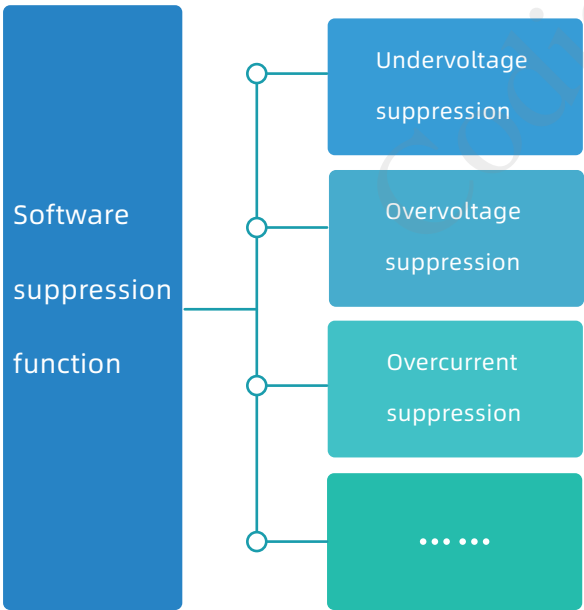 Software
suppression
function
Undervoltage
suppression
Overvoltage
suppression
Overcurrent
suppression
……